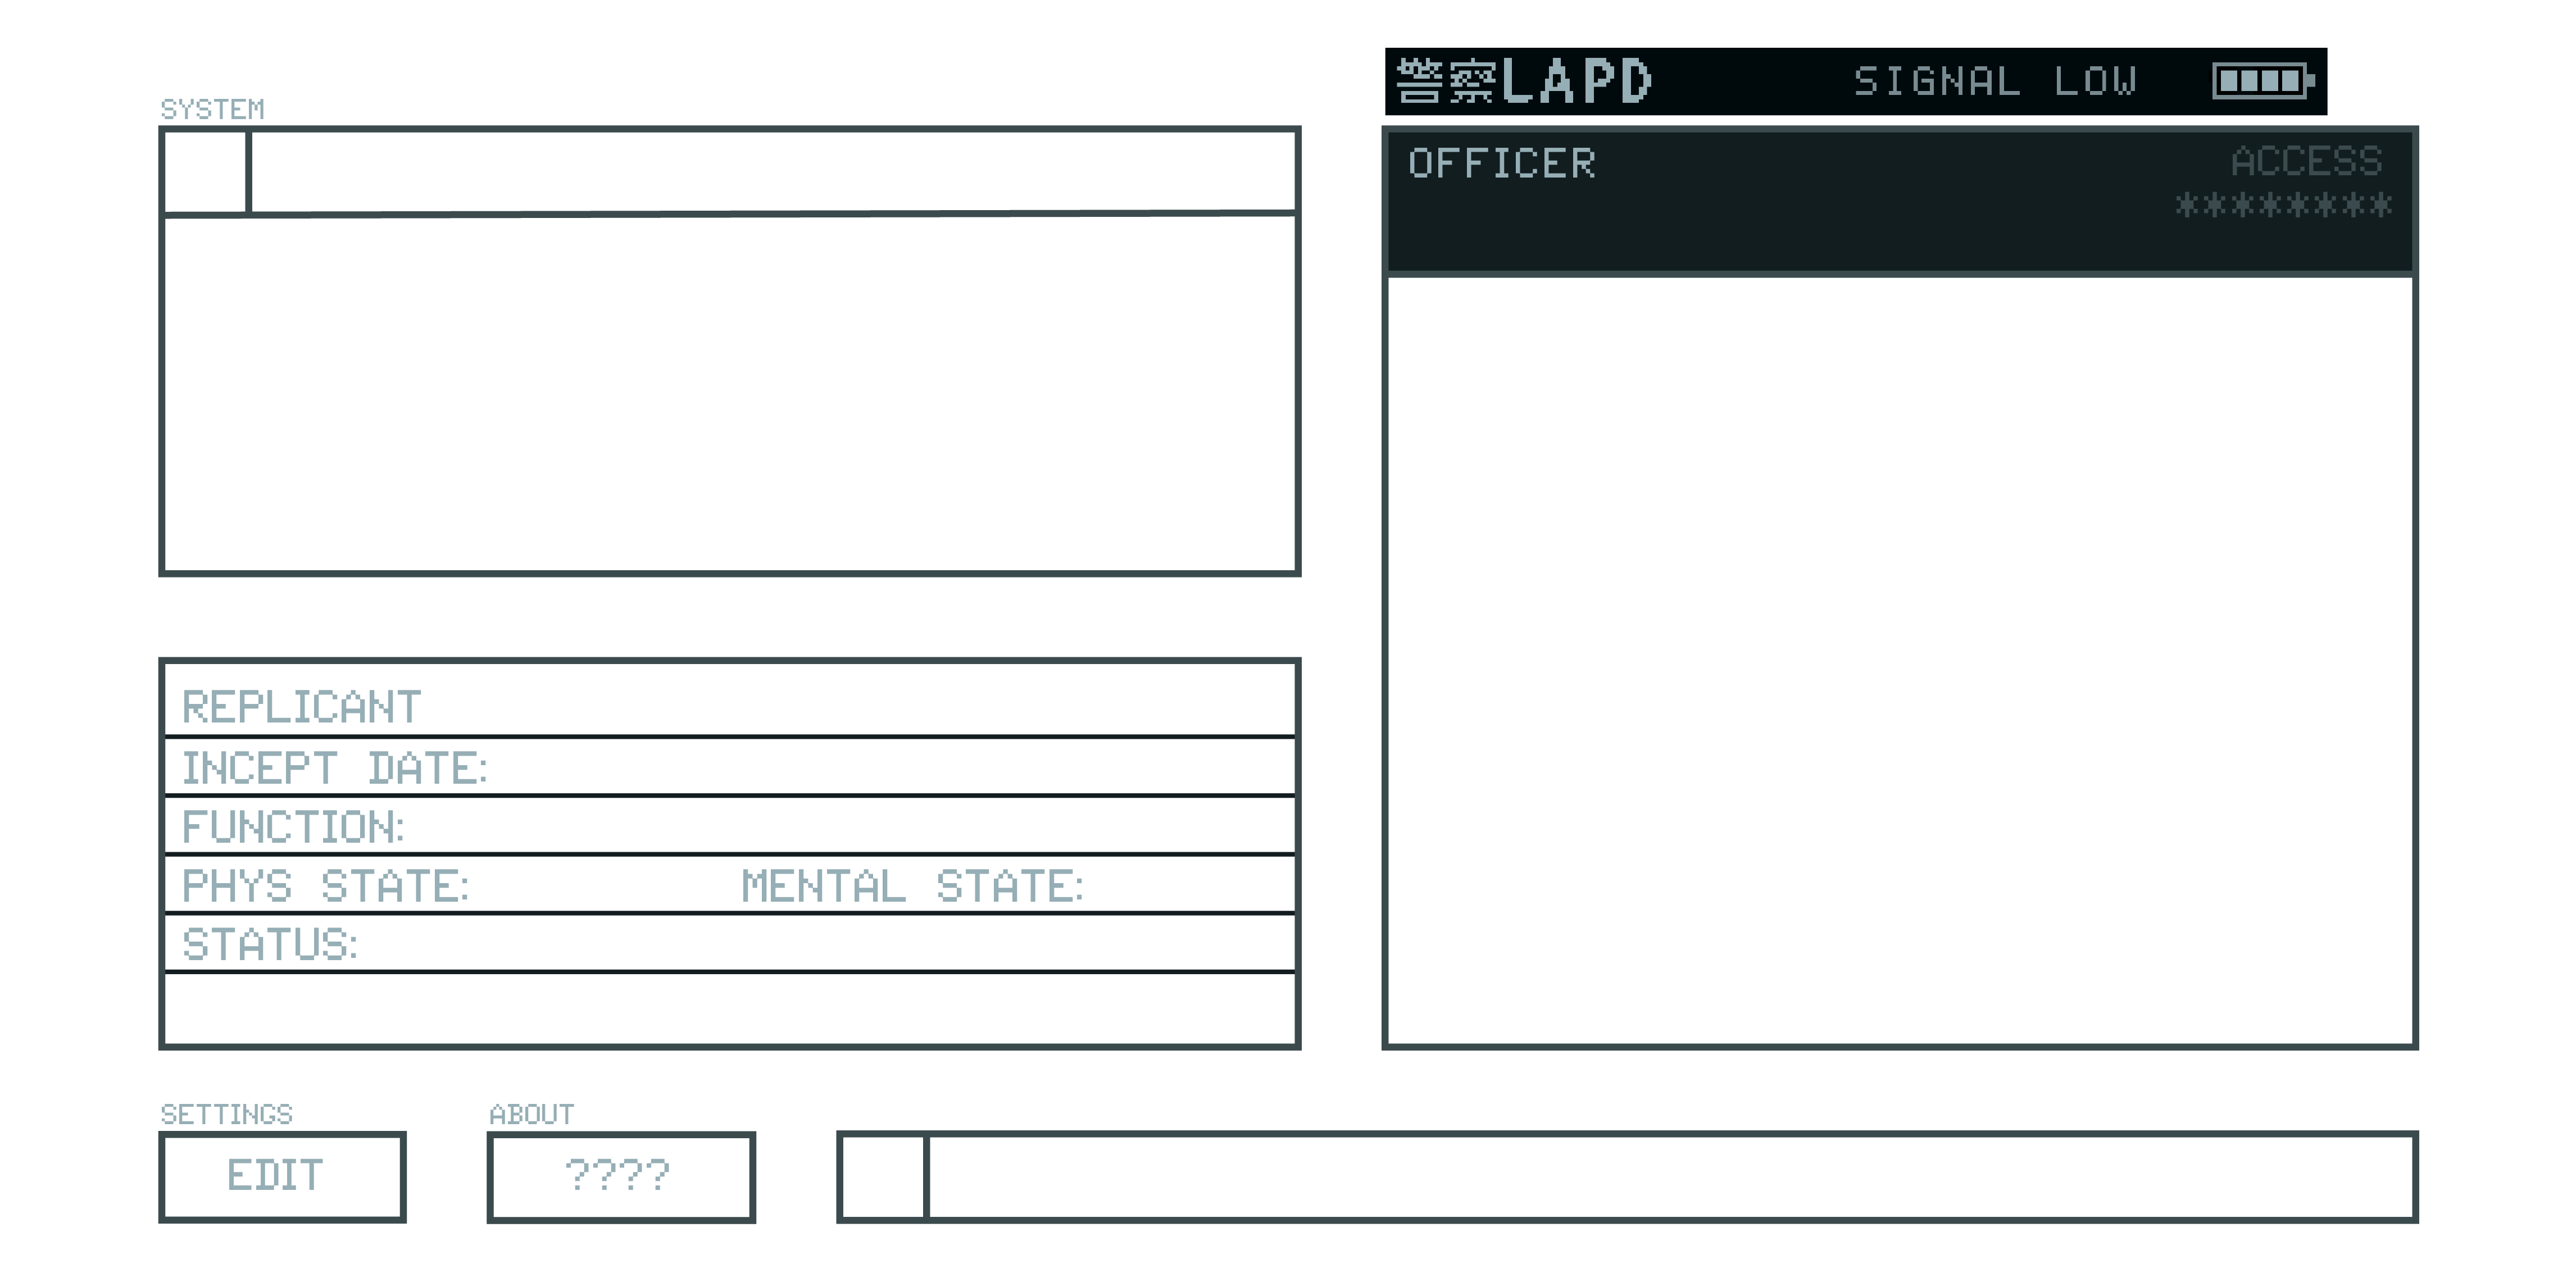 SYSTEM
警察LAPD SIGNAL LOW
OFFICER ACCESS
********
REPLICANT
INCEPT DATE:
FUNCTION:
PHYS STATE: MENTAL STATE:
STATUS:
SETTINGS ABOUT
EDIT ????